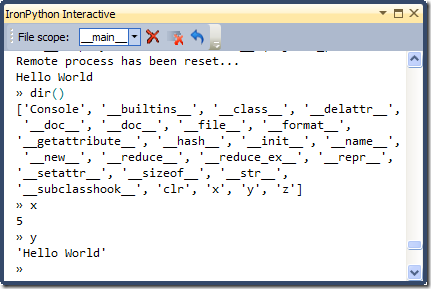 IronPython Interactive
File scope: __main__
Remote process has been reset...
Hello World
» dir()
['Console', '__builtins__', '__class__', '__delattr__',
'__doc__', '__doc__', '__file__', '__format__',
'__getattribute__', '__hash__', '__init__', '__name__',
'__new__', '__reduce__', '__reduce_ex__', '__repr__',
'__setattr__', '__sizeof__', '__str__',
'__subclasshook__', 'clr', 'x', 'y', 'z']
» x
5
» y
'Hello World'
»